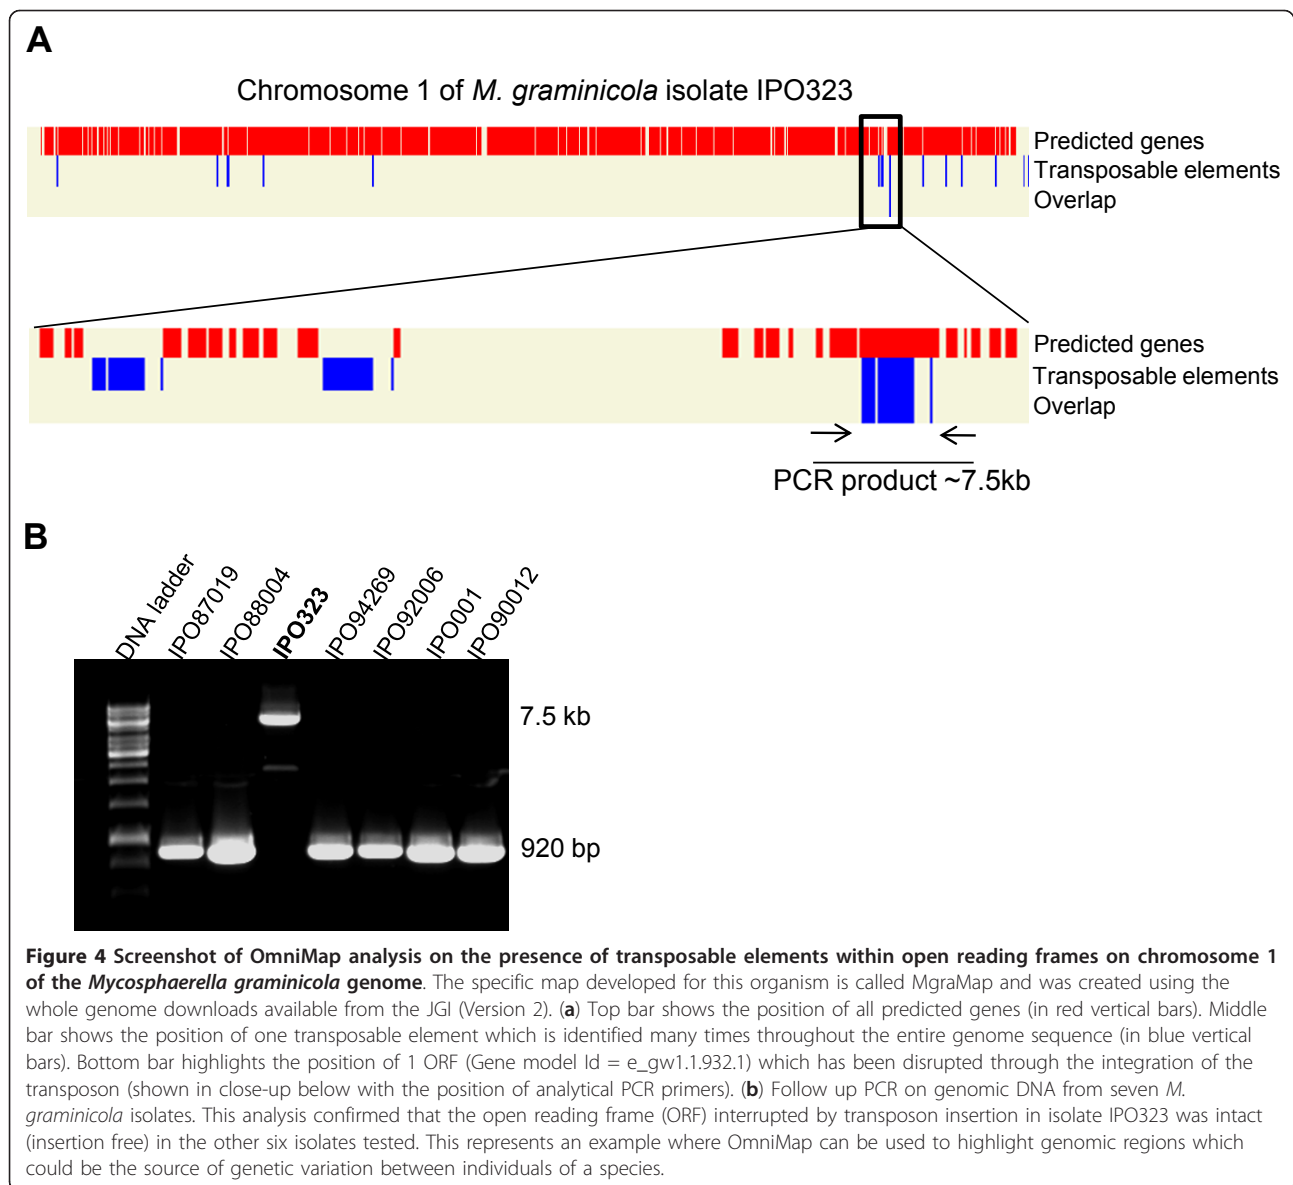 A
Chromosome 1 of M. graminicola isolate IPO323
Predicted genes
Transposable elements
Overlap
Predicted genes
Transposable elements
Overlap
PCR product ~7.5kb
B
DNA ladder
IPO87019
IPO88004
IPO323
IPO94269
IPO92006
IPO001
IPO90012
7.5 kb
920 bp
Figure 4 Screenshot of OmniMap analysis on the presence of transposable elements within open reading frames on chromosome 1
of the Mycosphaerella graminicola genome. The specific map developed for this organism is called MgraMap and was created using the
whole genome downloads available from the JGI (Version 2). (a) Top bar shows the position of all predicted genes (in red vertical bars). Middle
bar shows the position of one transposable element which is identified many times throughout the entire genome sequence (in blue vertical
bars). Bottom bar highlights the position of 1 ORF (Gene model Id = e_gw1.1.932.1) which has been disrupted through the integration of the
transposon (shown in close-up below with the position of analytical PCR primers). (b) Follow up PCR on genomic DNA from seven M.
graminicola isolates. This analysis confirmed that the open reading frame (ORF) interrupted by transposon insertion in isolate IPO323 was intact
(insertion free) in the other six isolates tested. This represents an example where OmniMap can be used to highlight genomic regions which
could be the source of genetic variation between individuals of a species.